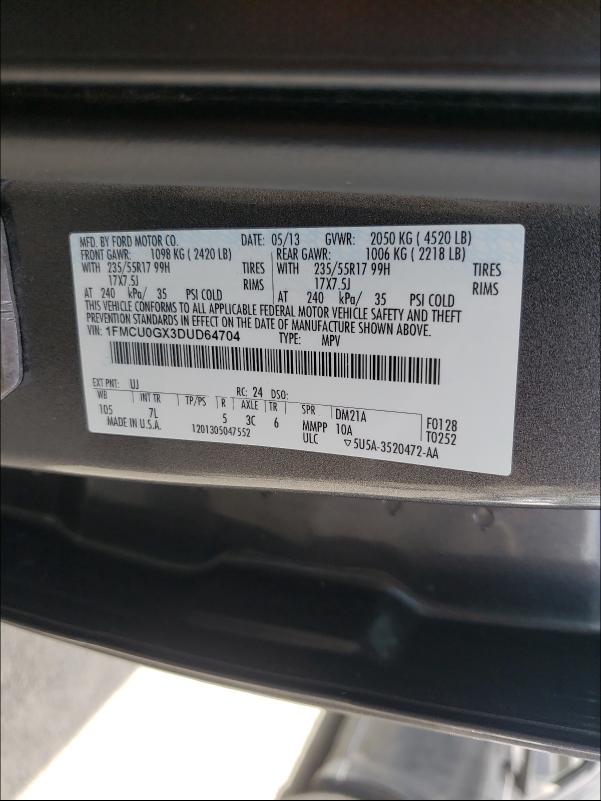 MFD. BY FORD MOTOR CO. DATE: 05/13 GVWR: 2050 KG ( 4520 LB)
FRONT GAWR: 1098 KG ( 2420 LB) REAR GAWR: 1006 KG ( 2218 LB)
WITH 235/55R17 99H TIRES WITH 235/55R17 99H TIRES
17X7.5J RIMS 17X7.5J RIMS
AT 240 kPa/ 35 PSI COLD AT 240 kPa/ 35 PSI COLD
THIS VEHICLE CONFORMS TO ALL APPLICABLE FEDERAL MOTOR VEHICLE SAFETY AND THEFT
PREVENTION STANDARDS IN EFFECT ON THE DATE OF MANUFACTURE SHOWN ABOVE.
VIN: 1FMCU0GX3DUD64704 TYPE: MPV
EXT PNT: UJ RC: 24 DSO:
WB INT TR TP/PS R AXLE TR SPR DM21A F0128
105 7L 5 3C 6 MMPP 10A T0252
MADE IN U.S.A. 1201305047552 ULC ▽5U5A-3520472-AA